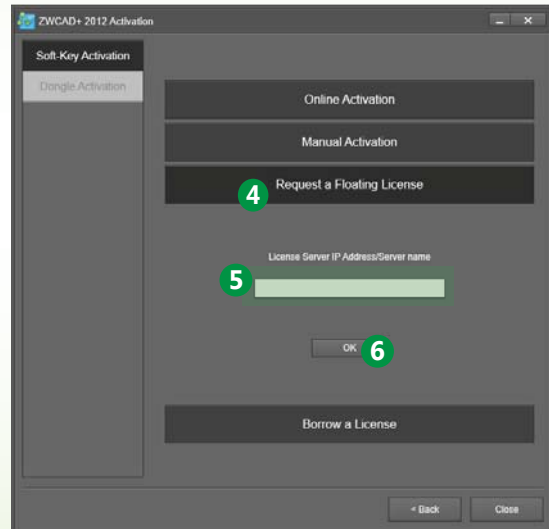 ZWCAD+ 2012 Activation
Soft-Key Activation
Dongle Activation
Online Activation
Manual Activation
4 Request a Floating License
License Server IP Address/Server name
5
OK 6
Borrow a License
< Back Close